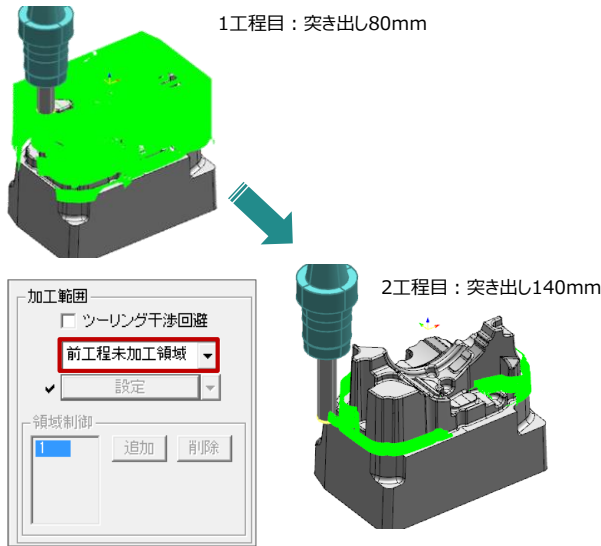 1工程目：突き出し80mm
2工程目：突き出し140mm
加工範囲
ツーリング干渉回避
前工程未加工領域
設定
領域制御
1
追加
削除